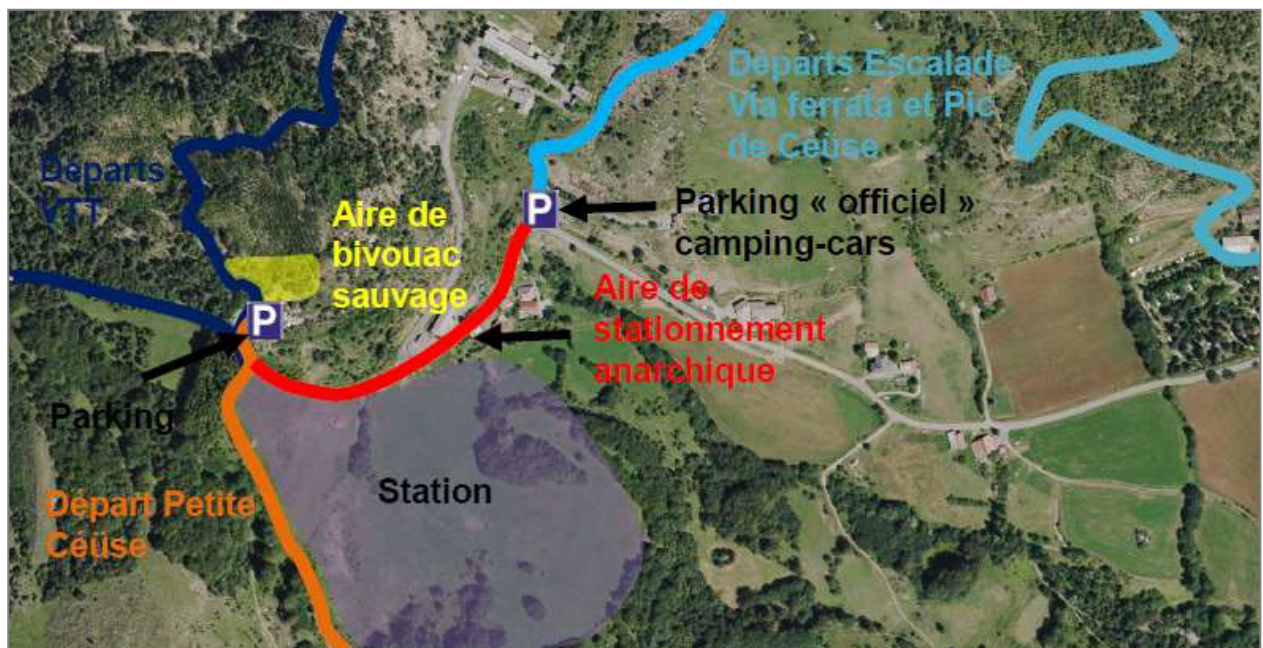 Départs Escalade
Via ferrata et Pic
de Céüse
Départs
VTT
Aire de
bivouac
sauvage
P
Parking « officiel »
camping-cars
Aire de
stationnement
anarchique
P
Parking
Station
Départ Petite
Céüse